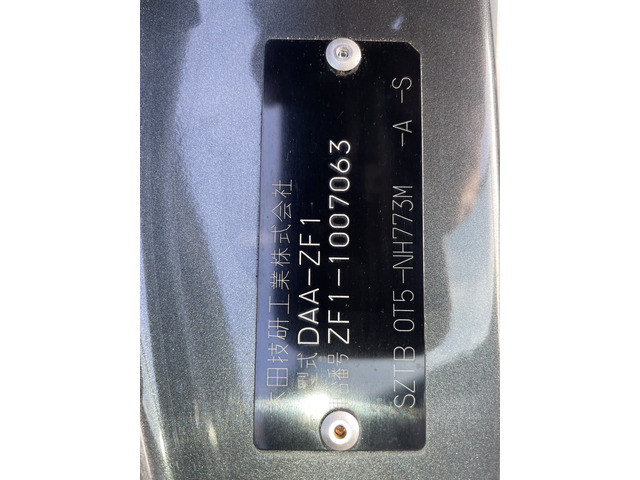 本田技研工業株式会社
型式 DAA-ZF1
車台番号 ZF1-1007063
SZTB 0T5-NH773M -A -S